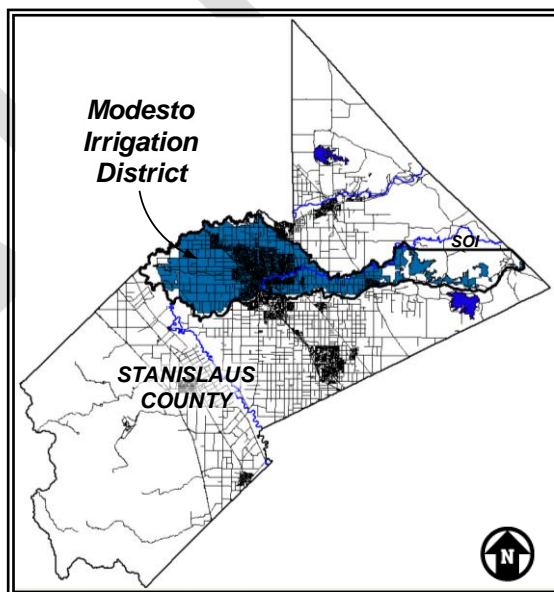 Modesto
Irrigation
District
SOI
STANISLAUS
COUNTY
N